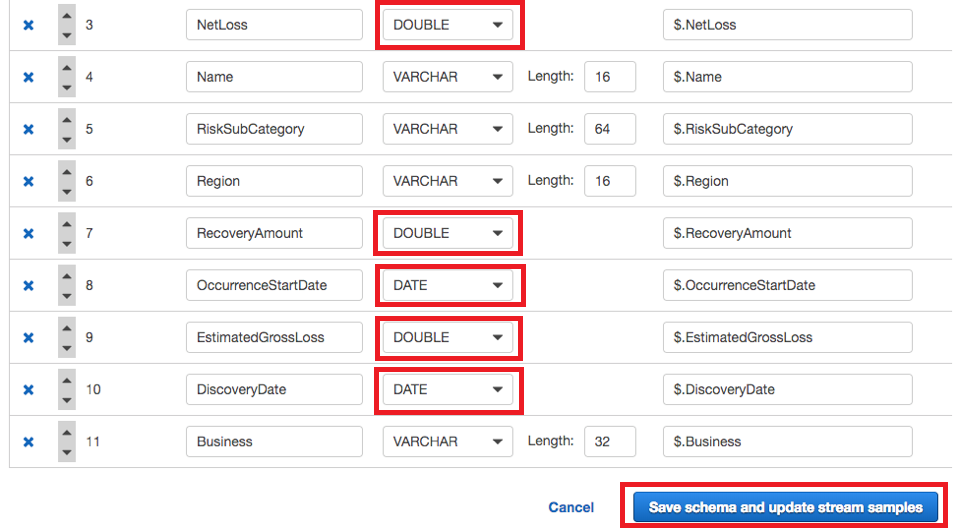 3 NetLoss DOUBLE $.NetLoss
4 Name VARCHAR Length: 16 $.Name
5 RiskSubCategory VARCHAR Length: 64 $.RiskSubCategory
6 Region VARCHAR Length: 16 $.Region
7 RecoveryAmount DOUBLE $.RecoveryAmount
8 OccurrenceStartDate DATE $.OccurrenceStartDate
9 EstimatedGrossLoss DOUBLE $.EstimatedGrossLoss
10 DiscoveryDate DATE $.DiscoveryDate
11 Business VARCHAR Length: 32 $.Business
Cancel Save schema and update stream samples